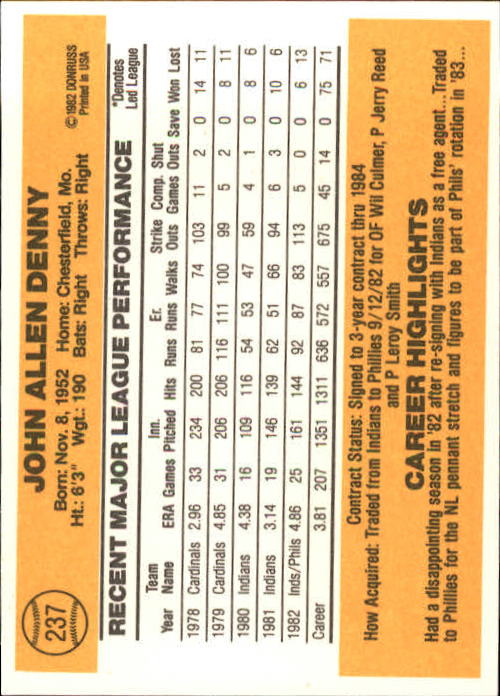 237
JOHN ALLEN DENNY
©1982 DONRUSS
Printed in USA
Born: Nov. 8, 1952 Home: Chesterfield, Mo.
Ht.: 6'3" Wgt.: 190 Bats: Right Throws: Right
RECENT MAJOR LEAGUE PERFORMANCE
*Denotes
Led League
Team Inn. Er. Strike Comp. Shut
Year Name ERA Games Pitched Hits Runs Runs Walks Outs Games Outs Save Won Lost
1978 Cardinals 2.96 33 234 200 81 77 74 103 11 2 0 14 11
1979 Cardinals 4.85 31 206 206 116 111 100 99 5 2 0 8 11
1980 Indians 4.38 16 109 116 54 53 47 59 4 1 0 8 6
1981 Indians 3.14 19 146 139 62 51 66 94 6 3 0 10 6
1982 Inds/Phils 4.86 25 161 144 92 87 83 113 5 0 0 6 13
Career 3.81 207 1351 1311 636 572 557 675 45 14 0 75 71
Contract Status: Signed to 3-year contract thru 1984
How Acquired: Traded from Indians to Phillies 9/12/82 for OF Wil Culmer, P Jerry Reed
and P Leroy Smith
CAREER HIGHLIGHTS
Had a disappointing season in '82 after re-signing with Indians as a free agent...Traded
to Phillies for the NL pennant stretch and figures to be part of Phils' rotation in '83...